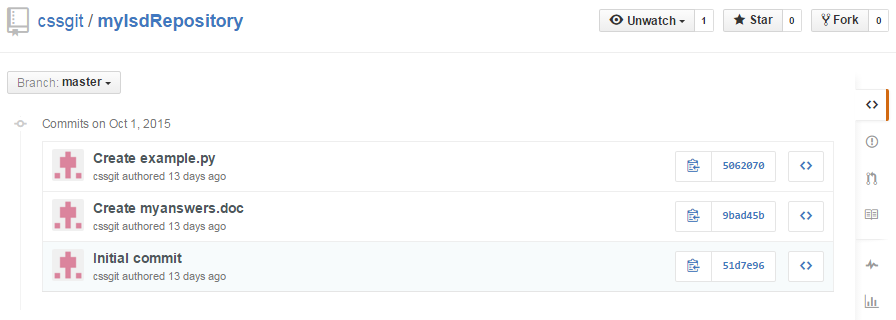 cssgit / myIsdRepository
Unwatch 1 Star 0 Fork 0
Branch: master
Commits on Oct 1, 2015
Create example.py
cssgit authored 13 days ago
5062070
Create myanswers.doc
cssgit authored 13 days ago
9bad45b
Initial commit
cssgit authored 13 days ago
51d7e96